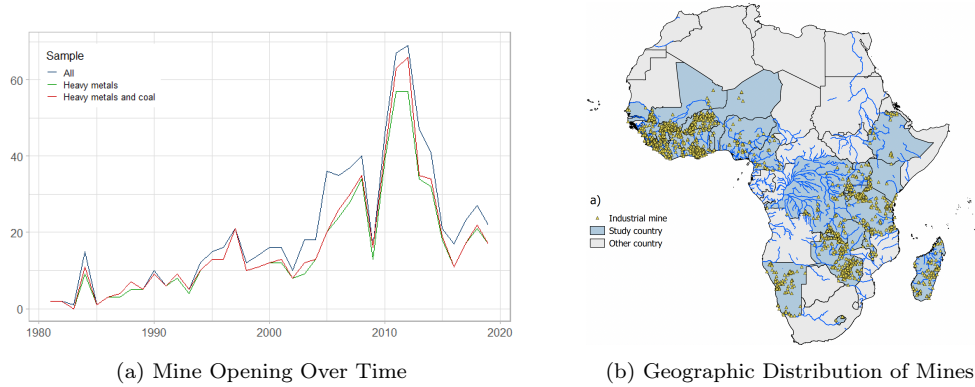 Sample
All
Heavy metals
Heavy metals and coal
60
40
20
0
1980
1990
2000
2010
2020
(a) Mine Opening Over Time
a)
Industrial mine
Study country
Other country
(b) Geographic Distribution of Mines